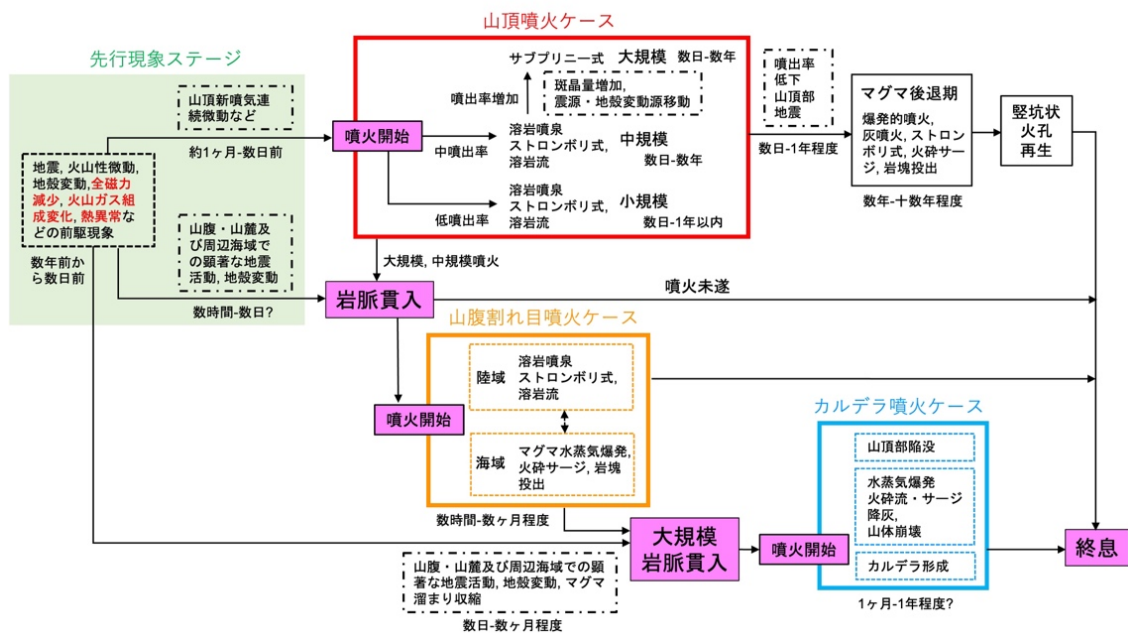 山頂噴火ケース
先行現象ステージ
山頂新噴気連
続微動など
約1ヶ月-数日前
地震, 火山性微動,
地殻変動,全磁力
減少, 火山ガス組
成変化, 熱異常な
どの前駆現象
数年前か
ら数日前
山腹・山麓及
び周辺海域で
の顕著な地震
活動, 地殻変動
数時間-数日?
噴火開始
サブプリニー式 大規模 数日-数年
噴出率増加
斑晶量増加,
震源・地殻変動源移動
中噴出率
溶岩噴泉
ストロンボリ式,
溶岩流
中規模
数日-数年
低噴出率
溶岩噴泉
ストロンボリ式,
溶岩流
小規模
数日-1年以内
噴出率
低下
山頂部
地震
数日-1年程度
マグマ後退期
爆発的噴火,
灰噴火, ストロン
ボリ式, 火砕サー
ジ, 岩塊投出
数年-十数年程度
竪坑状
火孔
再生
大規模, 中規模噴火
岩脈貫入
噴火未遂
山腹割れ目噴火ケース
噴火開始
陸域
溶岩噴泉
ストロンボリ式,
溶岩流
海域
マグマ水蒸気爆発,
火砕サージ, 岩塊
投出
数時間-数ヶ月程度
大規模
岩脈貫入
山腹・山麓及び周辺海域での顕
著な地震活動, 地殻変動, マグマ
溜まり収縮
数日-数ヶ月程度
カルデラ噴火ケース
噴火開始
山頂部陥没
水蒸気爆発
火砕流・サージ
降灰,
山体崩壊
カルデラ形成
1ヶ月-1年程度?
終息